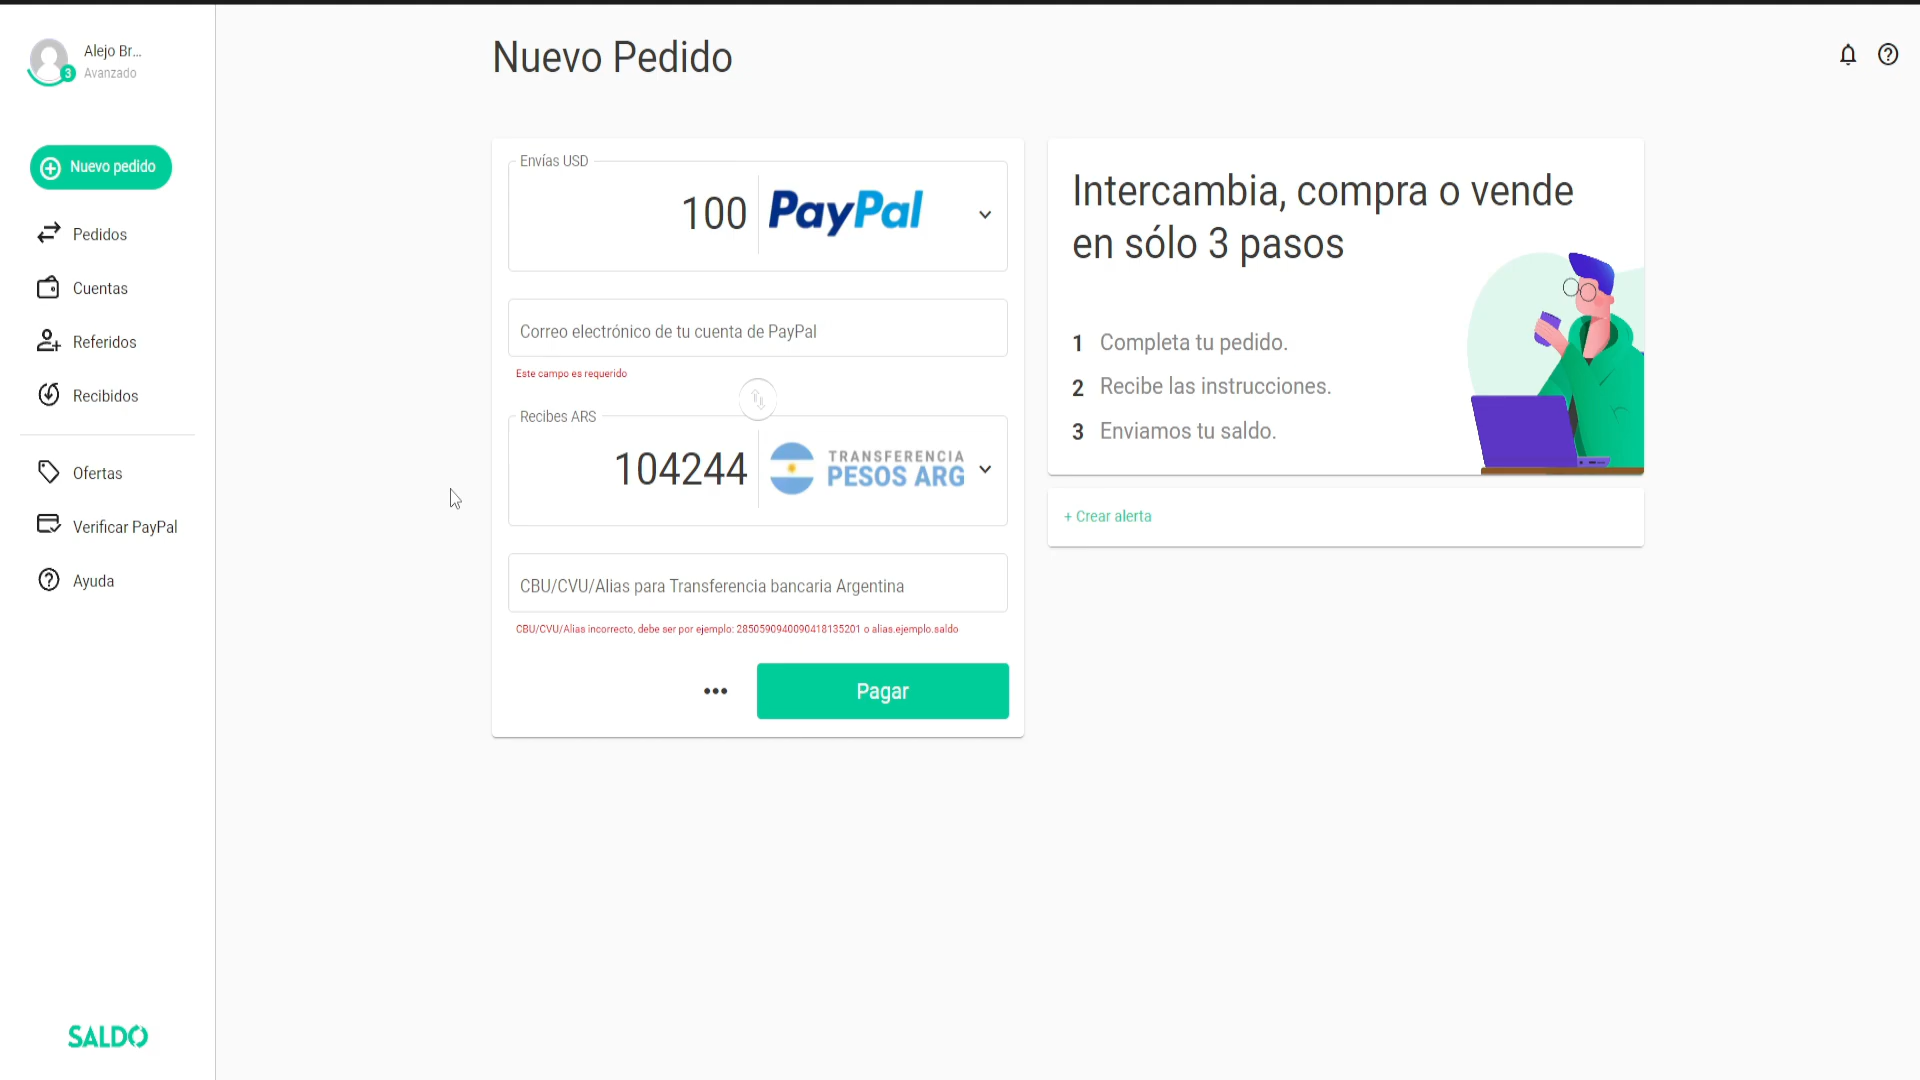 Alejo Br...
3
Avanzado
Nuevo pedido
Pedidos
Cuentas
Referidos
Recibidos
Ofertas
Verificar PayPal
Ayuda
SALDO
Nuevo Pedido
Envías USD
100
PayPal
Correo electrónico de tu cuenta de PayPal
Este campo es requerido
Recibes ARS
104244
TRANSFERENCIA
PESOS ARG
CBU/CVU/Alias para Transferencia bancaria Argentina
CBU/CVU/Alias incorrecto, debe ser por ejemplo: 2850590940090418135201 o alias.ejemplo.saldo
Pagar
Intercambia, compra o vende
en sólo 3 pasos
1 Completa tu pedido.
2 Recibe las instrucciones.
3 Enviamos tu saldo.
+ Crear alerta